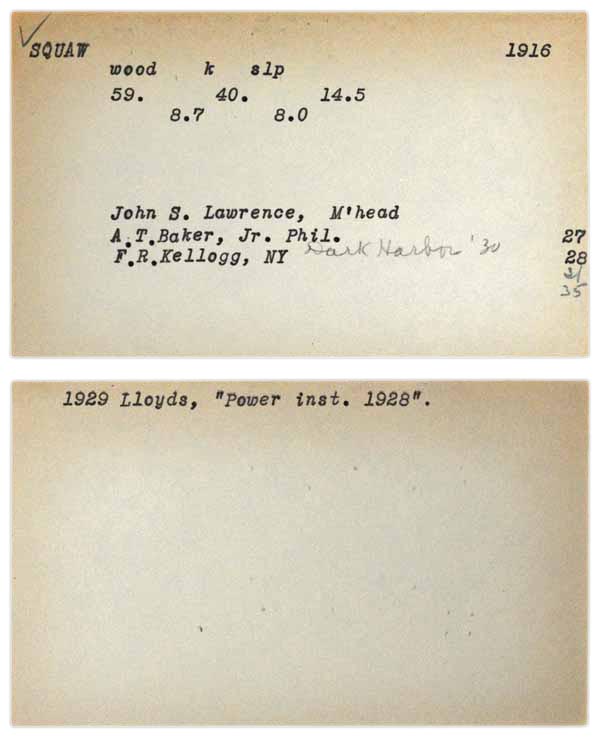 SQUAW 1916
wood k slp
59. 40. 14.5
8.7 8.0
John S. Lawrence, M'head
A.T.Baker, Jr. Phil. 27
F.R.Kellogg, NY Dark Harbor '30 28
31
35
1929 Lloyds, "Power inst. 1928".